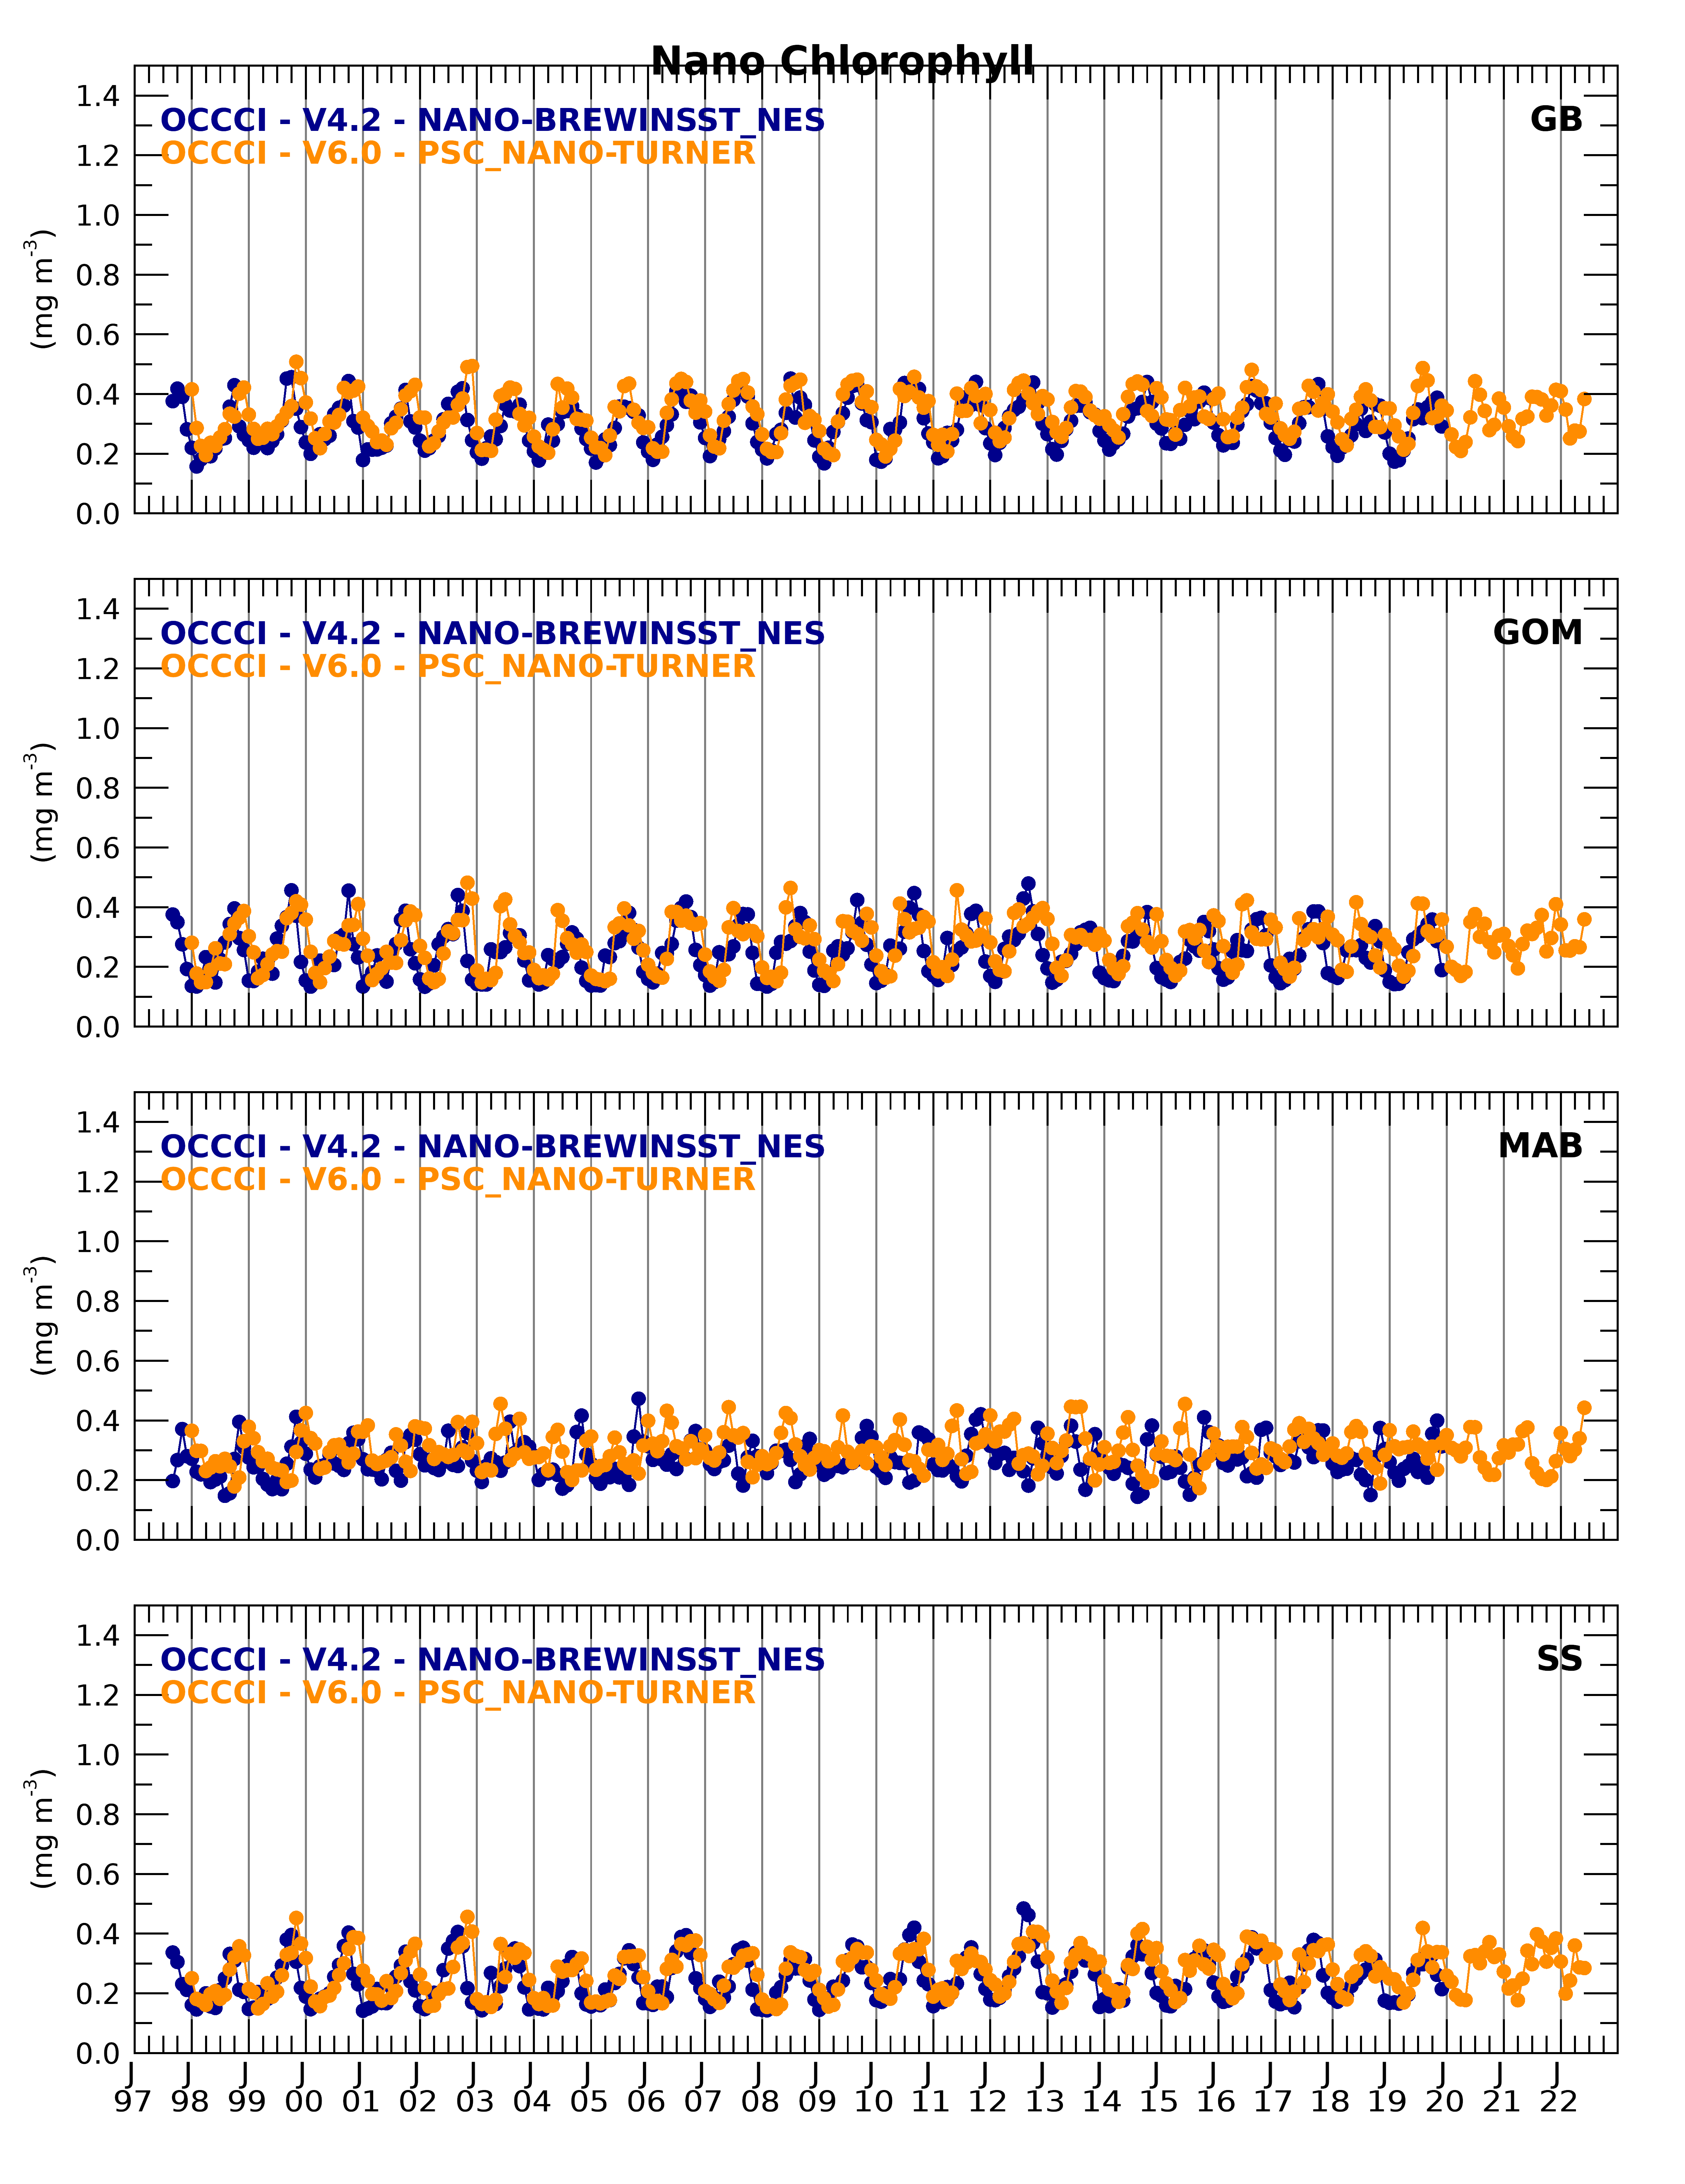 Nano Chlorophyll
1.4
OCCCI - V4.2 - NANO-BREWINSST_NES
GB
1.2
OCCCI - V6.0 - PSC_NANO-TURNER
1.0
0.8
(mg m-3)
0.6
0.4
0.2
0.0
1.4
OCCCI - V4.2 - NANO-BREWINSST_NES
GOM
1.2
OCCCI - V6.0 - PSC_NANO-TURNER
1.0
0.8
(mg m-3)
0.6
0.4
0.2
0.0
1.4
OCCCI - V4.2 - NANO-BREWINSST_NES
MAB
1.2
OCCCI - V6.0 - PSC_NANO-TURNER
1.0
0.8
(mg m-3)
0.6
0.4
0.2
0.0
1.4
OCCCI - V4.2 - NANO-BREWINSST_NES
SS
1.2
OCCCI - V6.0 - PSC_NANO-TURNER
1.0
0.8
(mg m-3)
0.6
0.4
0.2
0.0
J J J J J J J J J J J J J J J J J J J J J J J J J J
97 98 99 00 01 02 03 04 05 06 07 08 09 10 11 12 13 14 15 16 17 18 19 20 21 22